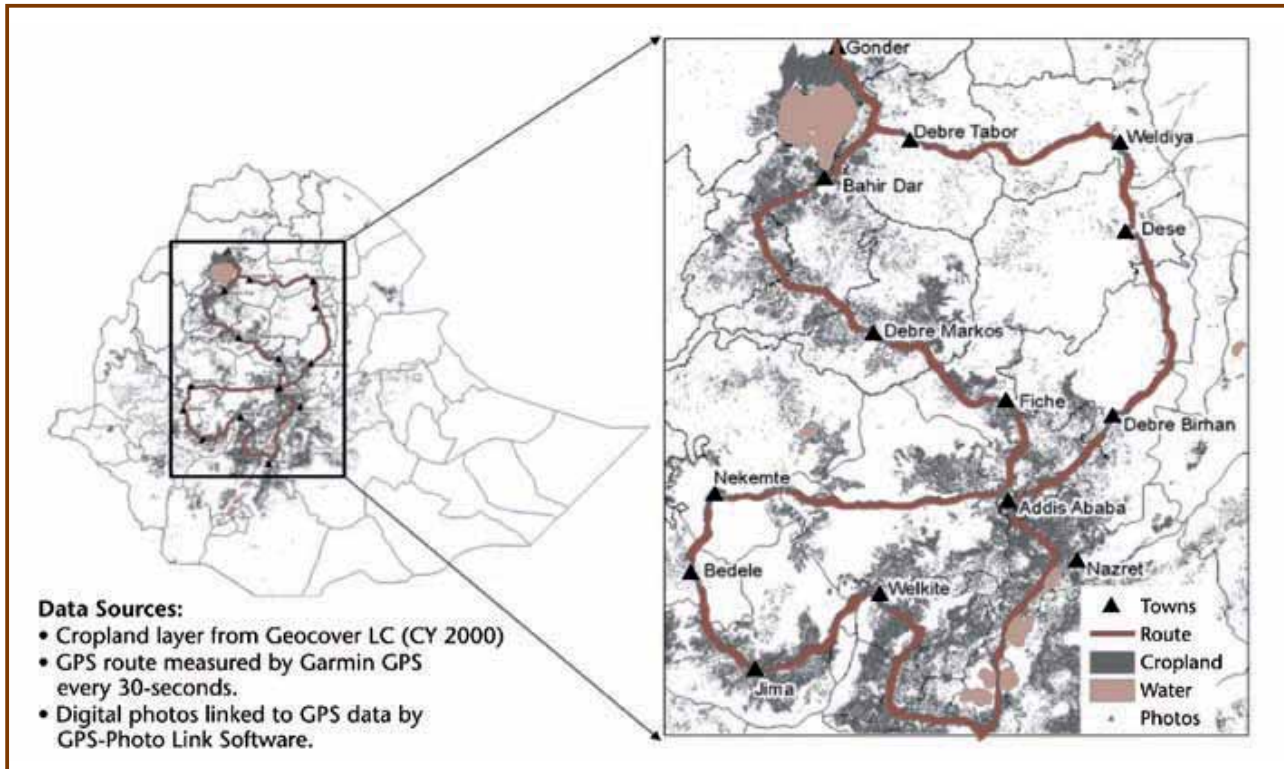 Gonder
Debre Tabor
Weldiya
Bahir Dar
Dese
Debre Markos
Fiche
Debre Birhan
Nekemte
Addis Ababa
Bedele
Nazret
Welkite
Jima
Towns
Route
Cropland
Water
Photos
Data Sources:
• Cropland layer from Geocover LC (CY 2000)
• GPS route measured by Garmin GPS
every 30-seconds.
• Digital photos linked to GPS data by
GPS-Photo Link Software.